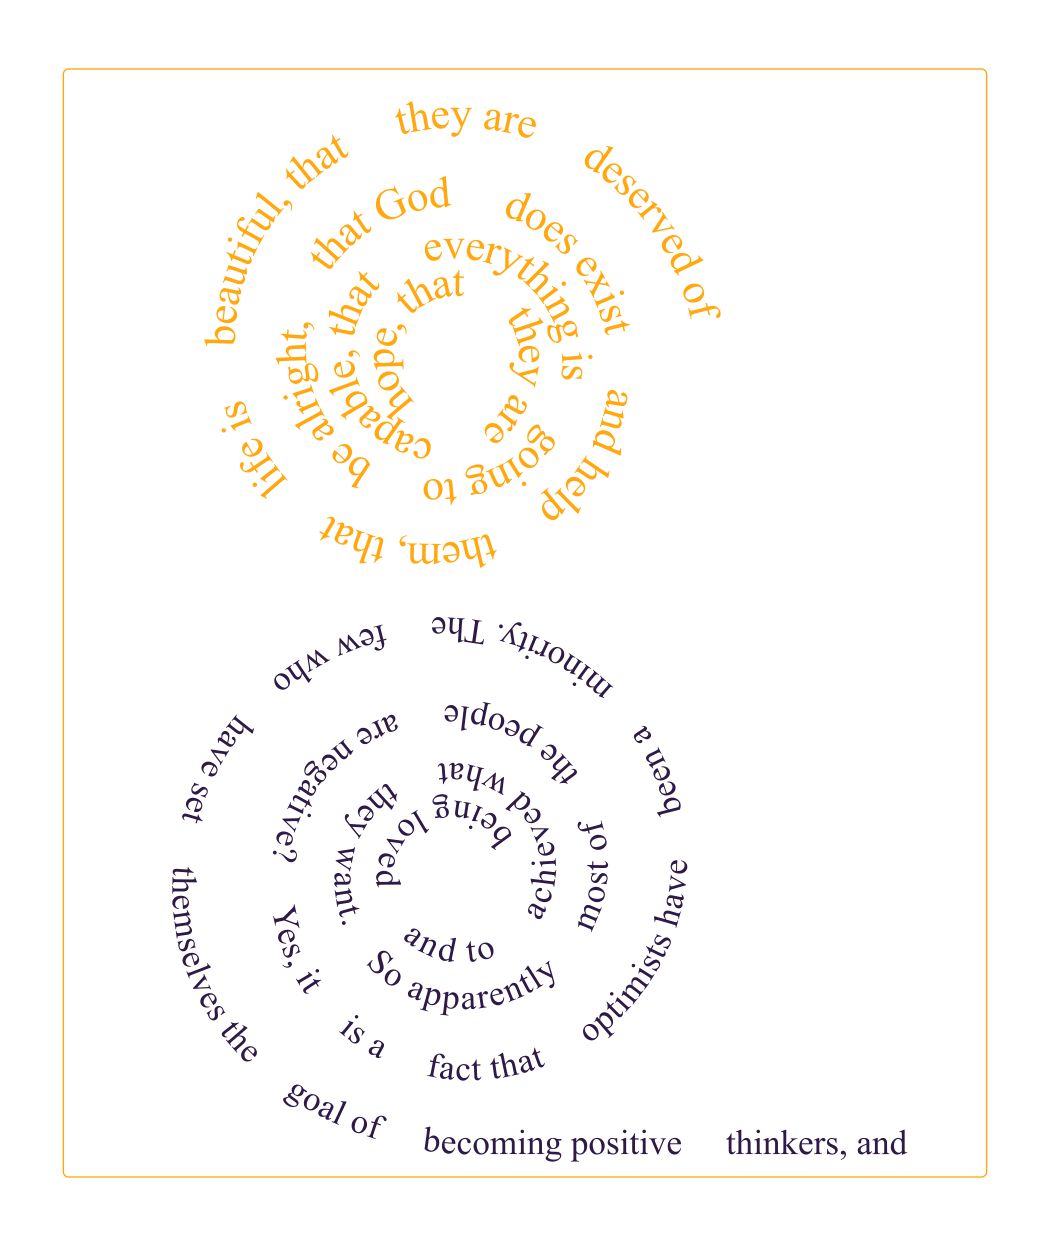 hope, that
they are
capable, that
everything is
going to
be alright,
that God
does exist
and help
them, that
life is
beautiful, that
they are
deserved of
being loved
and to
achieved what
they want.
So apparently
most of
the people
are negative?
Yes, it
is a
fact that
optimists have
been a
minority. The
few who
have set
themselves the
goal of
becoming positive
thinkers, and